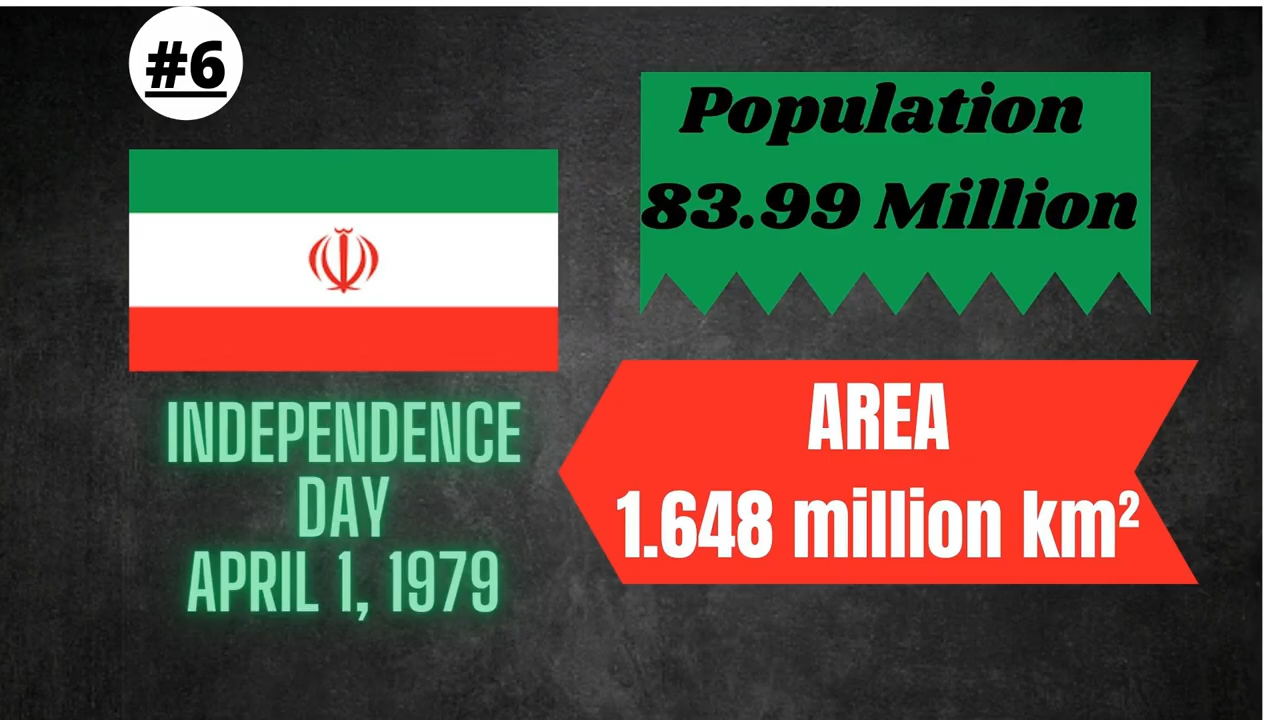 #6
Population
83.99 Million
INDEPENDENCE
DAY
APRIL 1, 1979
AREA
1.648 million km²